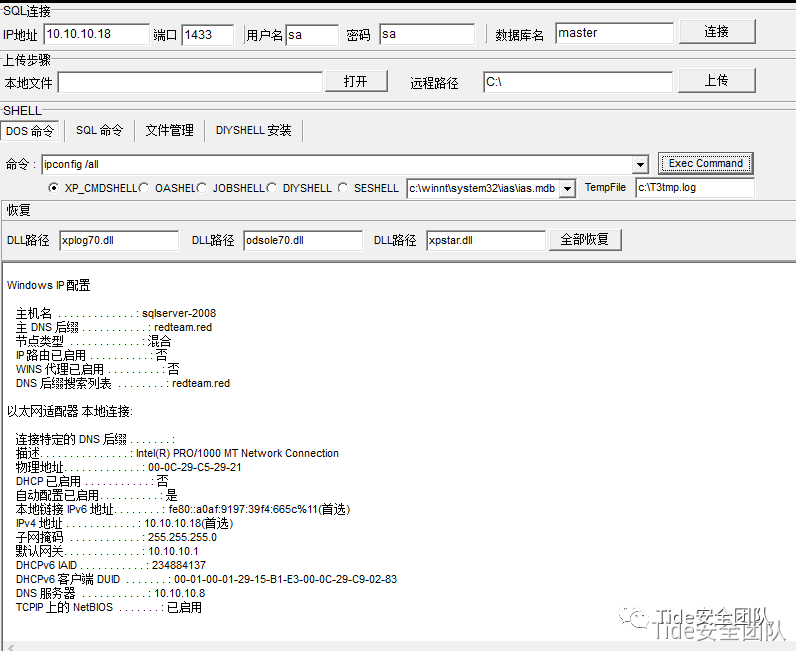 SQL连接
IP地址 10.10.10.18 端口 1433 用户名 sa 密码 sa 数据库名 master 连接
上传步骤
本地文件 打开 远程路径 C:\ 上传
SHELL
DOS 命令 SQL 命令 文件管理 DIYSHELL 安装
命令 : ipconfig /all Exec Command
XP_CMDSHELL OASHEL JOBSHELL DIYSHELL SESHELL c:\winnt\system32\ias\ias.mdb TempFile c:\T3tmp.log
恢复
DLL路径 xplog70.dll DLL路径 odsole70.dll DLL路径 xpstar.dll 全部恢复
Windows IP 配置
主机名 . . . . . . . . . . . . . : sqlserver-2008
主 DNS 后缀 . . . . . . . . . . . : redteam.red
节点类型 . . . . . . . . . . . . : 混合
IP 路由已启用 . . . . . . . . . . : 否
WINS 代理已启用 . . . . . . . . . : 否
DNS 后缀搜索列表 . . . . . . . . : redteam.red
以太网适配器 本地连接:
连接特定的 DNS 后缀 . . . . . . . :
描述. . . . . . . . . . . . . . . : Intel(R) PRO/1000 MT Network Connection
物理地址. . . . . . . . . . . . . : 00-0C-29-C5-29-21
DHCP 已启用 . . . . . . . . . . . : 否
自动配置已启用. . . . . . . . . . : 是
本地链接 IPv6 地址. . . . . . . . : fe80::a0af:9197:39f4:665c%11(首选)
IPv4 地址 . . . . . . . . . . . . : 10.10.10.18(首选)
子网掩码 . . . . . . . . . . . . : 255.255.255.0
默认网关. . . . . . . . . . . . . : 10.10.10.1
DHCPv6 IAID . . . . . . . . . . . : 234884137
DHCPv6 客户端 DUID . . . . . . . : 00-01-00-01-29-15-B1-E3-00-0C-29-C9-02-83
DNS 服务器 . . . . . . . . . . . : 10.10.10.8
TCPIP 上的 NetBIOS . . . . . . . : 已启用
Tide安全团队
Tide安全团队